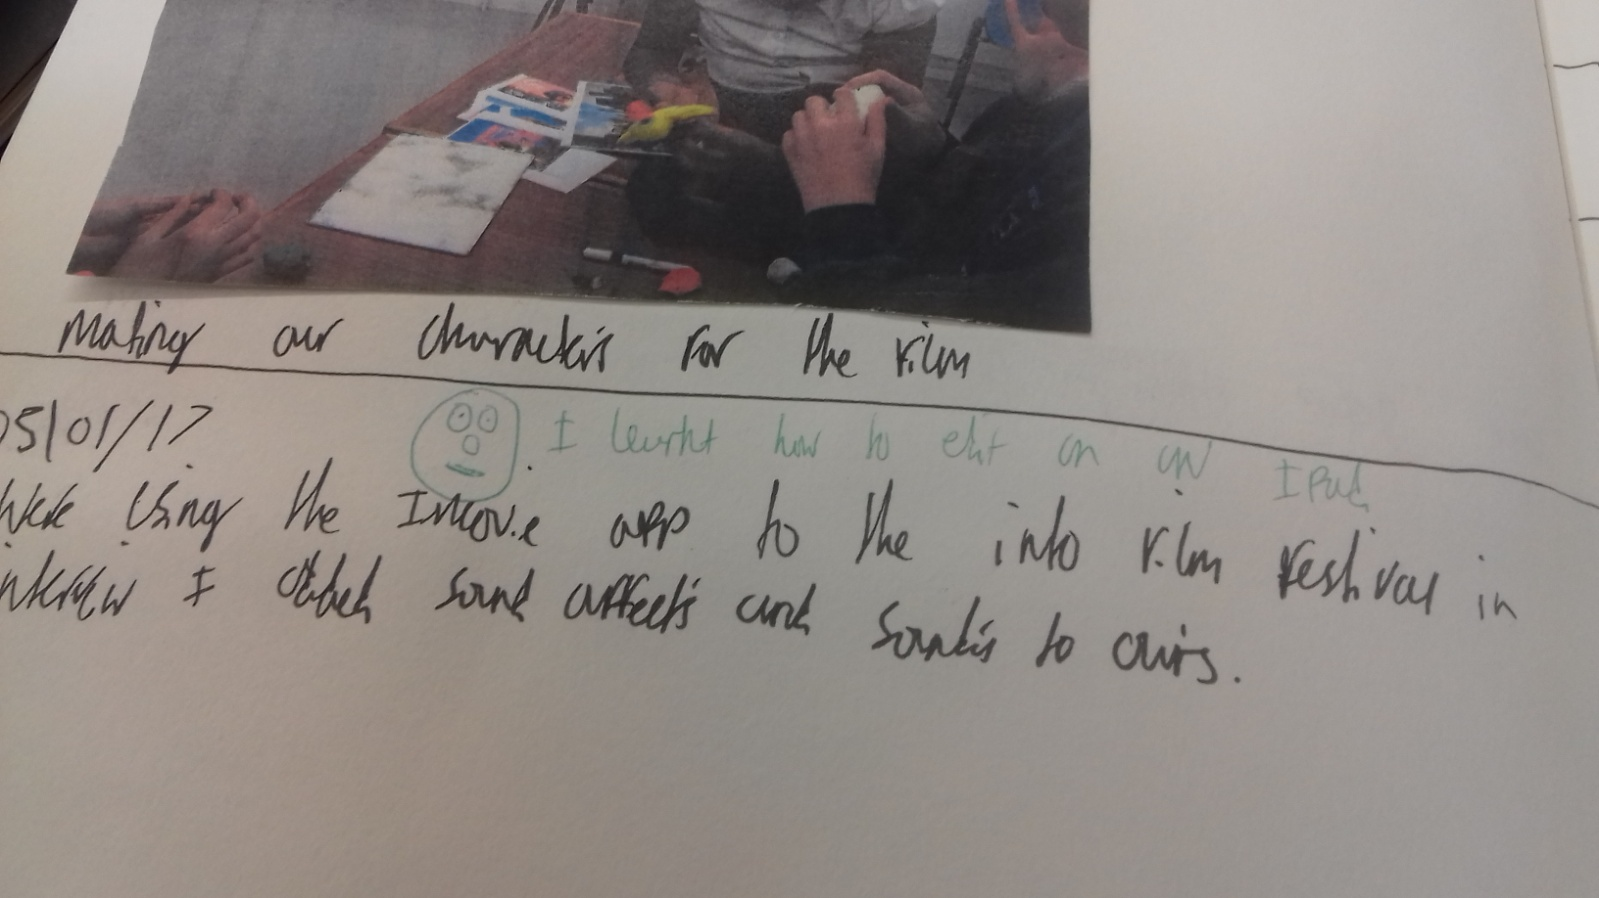 Making our characters for the film
05/01/17
I learnt how to edit on an IPad
Were Using the Imovie app to the into film festival in
interview I added sound affects and sounds to ours.